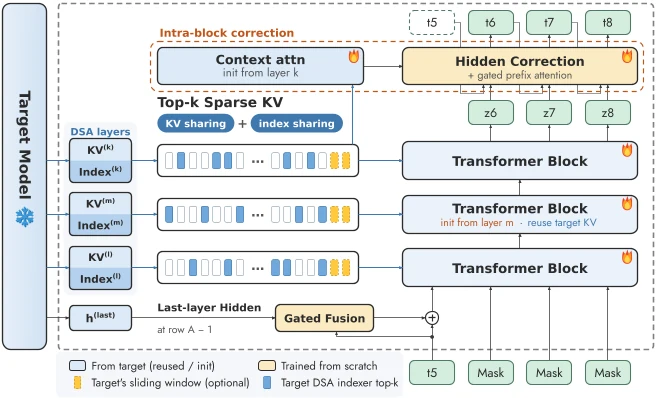 Target Model
Intra-block correction
t5
t6
t7
t8
Context attn
init from layer k
Hidden Correction
+ gated prefix attention
Top-k Sparse KV
KV sharing + index sharing
z6
z7
z8
DSA layers
KV(k)
Index(k)
...
Transformer Block
KV(m)
Index(m)
...
Transformer Block
init from layer m · reuse target KV
KV(l)
Index(l)
...
Transformer Block
h(last)
Last-layer Hidden
at row A − 1
Gated Fusion
+
t5
Mask
Mask
Mask
From target (reused / init)
Trained from scratch
Target's sliding window (optional)
Target DSA indexer top-k